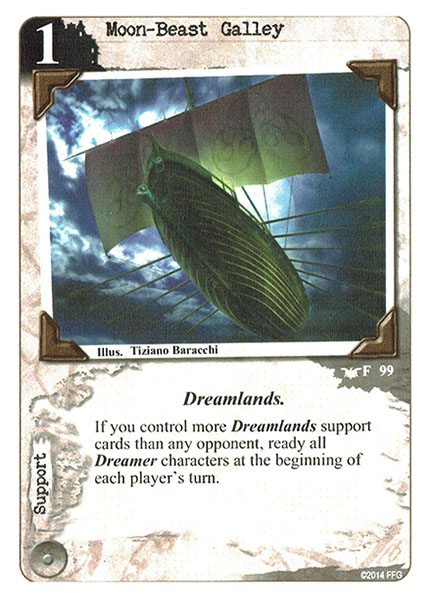 1
Moon-Beast Galley
Illus. Tiziano Baracchi
F 99
Dreamlands.
If you control more Dreamlands support
cards than any opponent, ready all
Dreamer characters at the beginning of
each player's turn.
Support
©2014 FFG